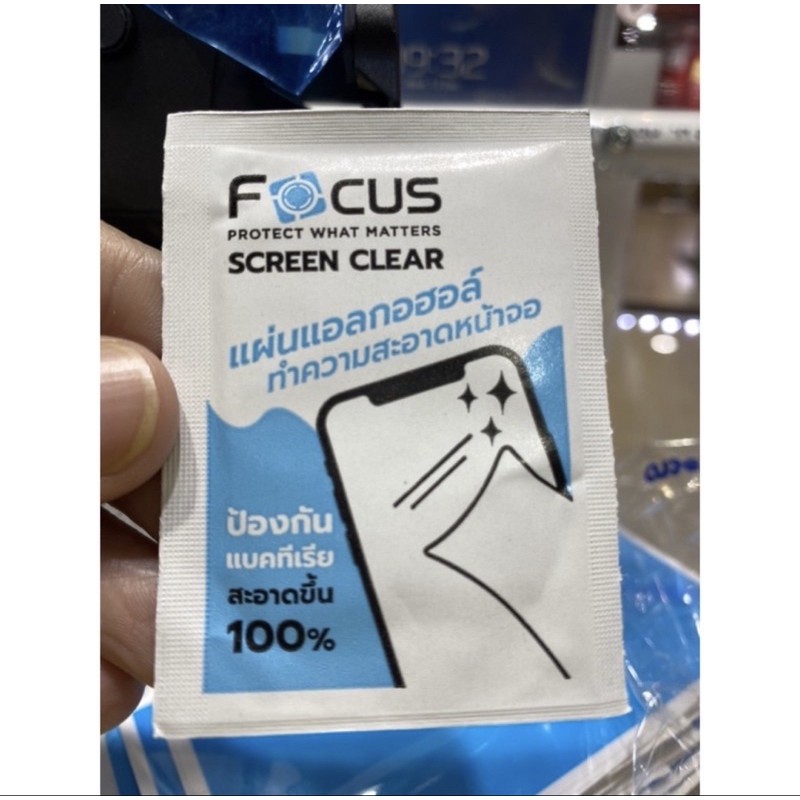 9:32
FOCUS
PROTECT WHAT MATTERS
SCREEN CLEAR
แผ่นแอลกอฮอล์
ทำความสะอาดหน้าจอ
ป้องกัน
แบคทีเรีย
สะอาดขึ้น
100%